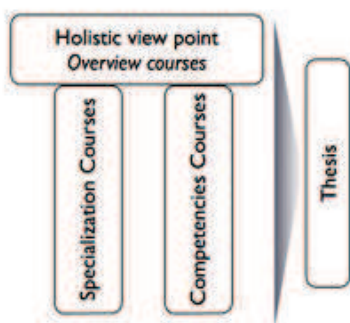 Holistic view point
Overview courses
Specialization Courses
Competencies Courses
Thesis